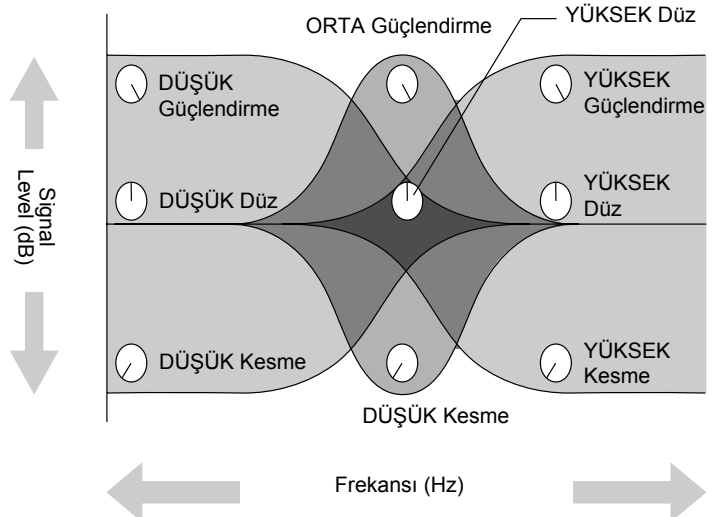 YÜKSEK Düz
ORTA Güçlendirme
DÜŞÜK
Güçlendirme
YÜKSEK
Güçlendirme
DÜŞÜK Düz
YÜKSEK
Düz
Signal
Level (dB)
DÜŞÜK Kesme
YÜKSEK
Kesme
DÜŞÜK Kesme
Frekansı (Hz)